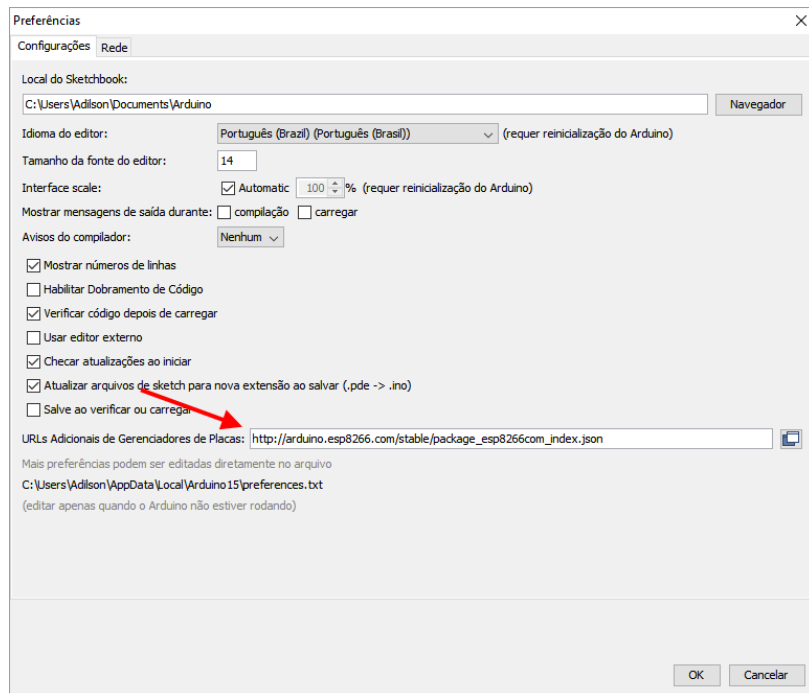 Preferências
Configurações Rede
Local do Sketchbook:
C:\Users\Adilson\Documents\Arduino Navegador
Idioma do editor: Português (Brazil) (Português (Brasil)) (requer reinicialização do Arduino)
Tamanho da fonte do editor: 14
Interface scale: Automatic 100 % (requer reinicialização do Arduino)
Mostrar mensagens de saída durante: compilação carregar
Avisos do compilador: Nenhum
Mostrar números de linhas
Habilitar Dobramento de Código
Verificar código depois de carregar
Usar editor externo
Checar atualizações ao iniciar
Atualizar arquivos de sketch para nova extensão ao salvar (.pde -> .ino)
Salve ao verificar ou carregar
URLs Adicionais de Gerenciadores de Placas: http://arduino.esp8266.com/stable/package_esp8266com_index.json
Mais preferências podem ser editadas diretamente no arquivo
C:\Users\Adilson\AppData\Local\Arduino15\preferences.txt
(editar apenas quando o Arduino não estiver rodando)
OK Cancelar